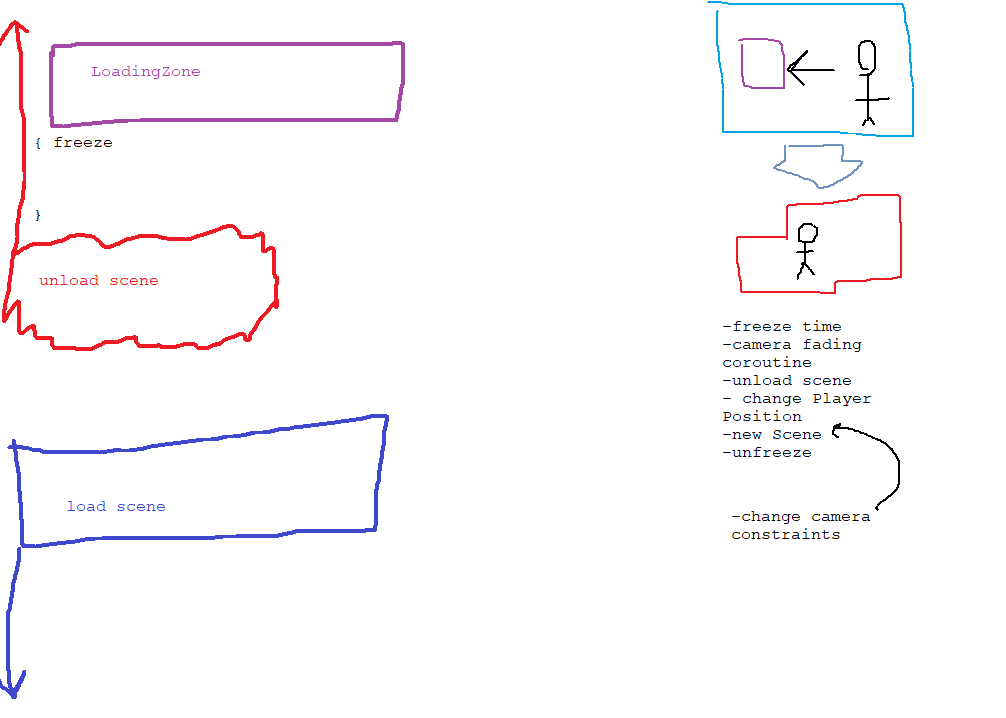 LoadingZone
{ freeze
}
unload scene
load scene
-freeze time
-camera fading
coroutine
-unload scene
- change Player
Position
-new Scene
-unfreeze
-change camera
constraints